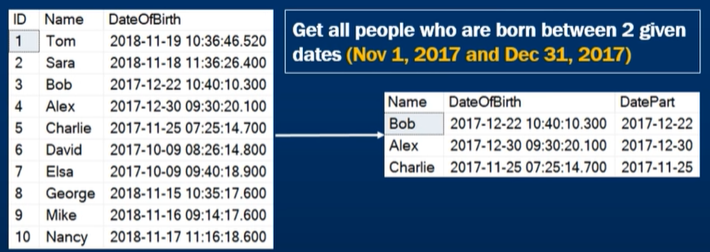 ID Name DateOfBirth
1 Tom 2018-11-19 10:36:46.520
2 Sara 2018-11-18 11:36:26.400
3 Bob 2017-12-22 10:40:10.300
4 Alex 2017-12-30 09:30:20.100
5 Charlie 2017-11-25 07:25:14.700
6 David 2017-10-09 08:26:14.800
7 Elsa 2017-10-09 09:40:18.900
8 George 2018-11-15 10:35:17.600
9 Mike 2018-11-16 09:14:17.600
10 Nancy 2018-11-17 11:16:18.600
Get all people who are born between 2 given
dates (Nov 1, 2017 and Dec 31, 2017)
Name DateOfBirth DatePart
Bob 2017-12-22 10:40:10.300 2017-12-22
Alex 2017-12-30 09:30:20.100 2017-12-30
Charlie 2017-11-25 07:25:14.700 2017-11-25